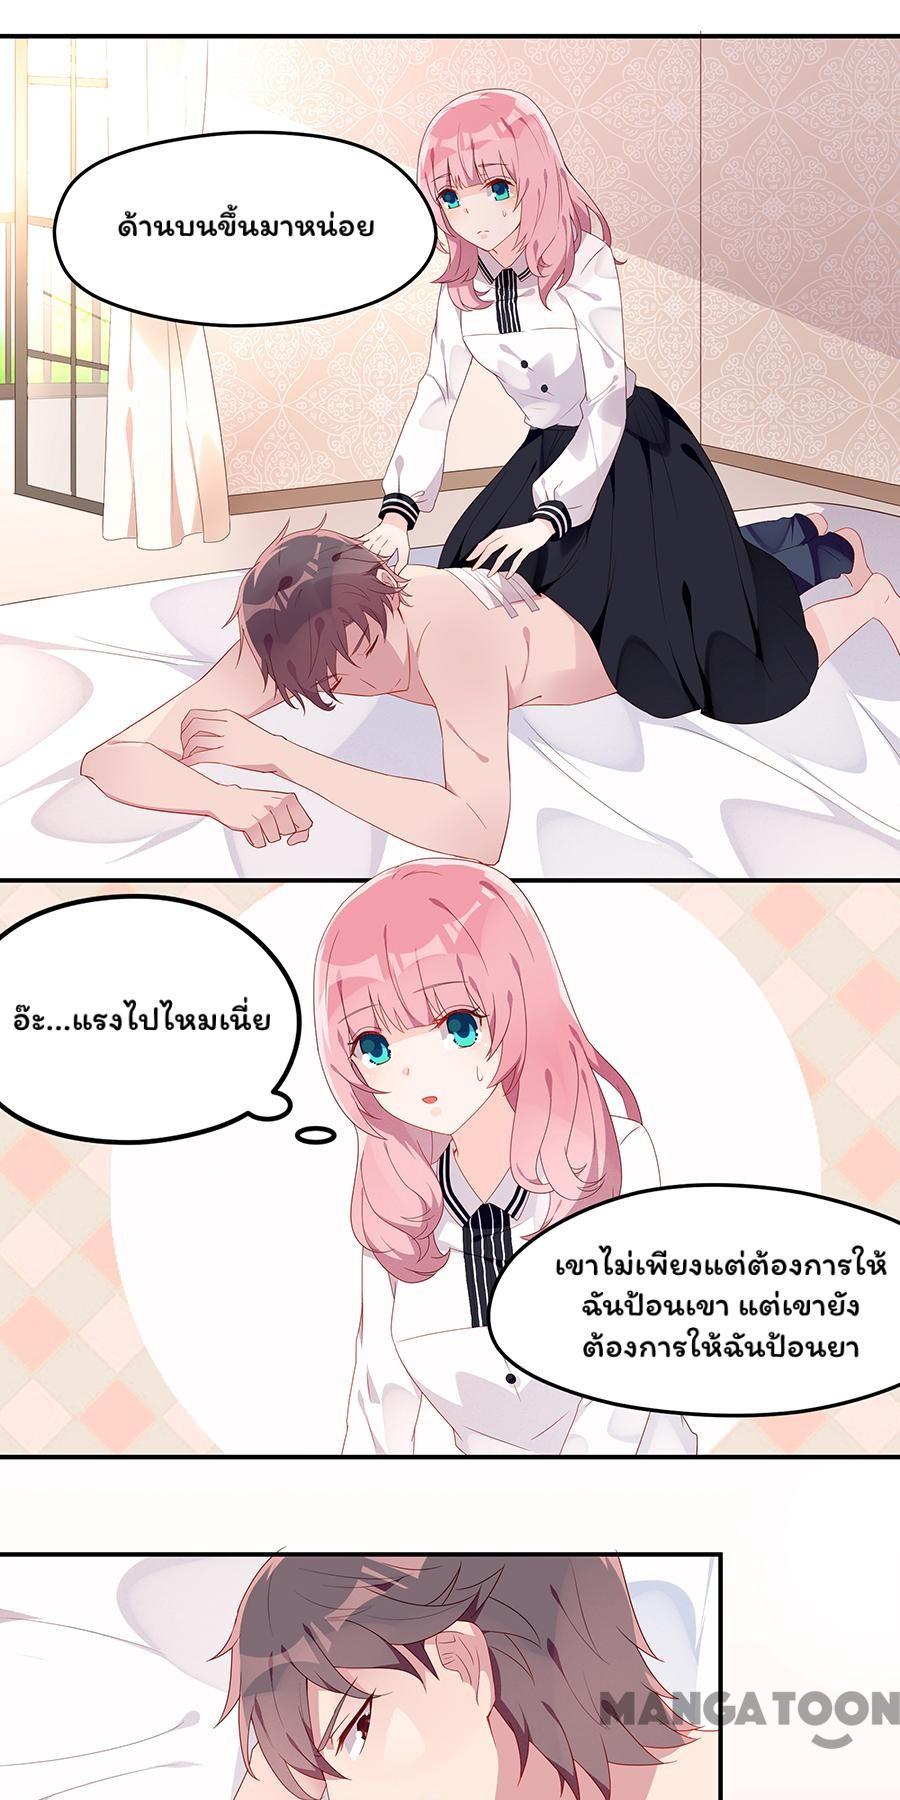 ด้านบนขึ้นมาหน่อย
อ๊ะ...แรงไปไหมเนี่ย
เขาไม่เพียงแต่ต้องการให้
ฉันป้อนเขา แต่เขายัง
ต้องการให้ฉันป้อนยา
MANGATOON